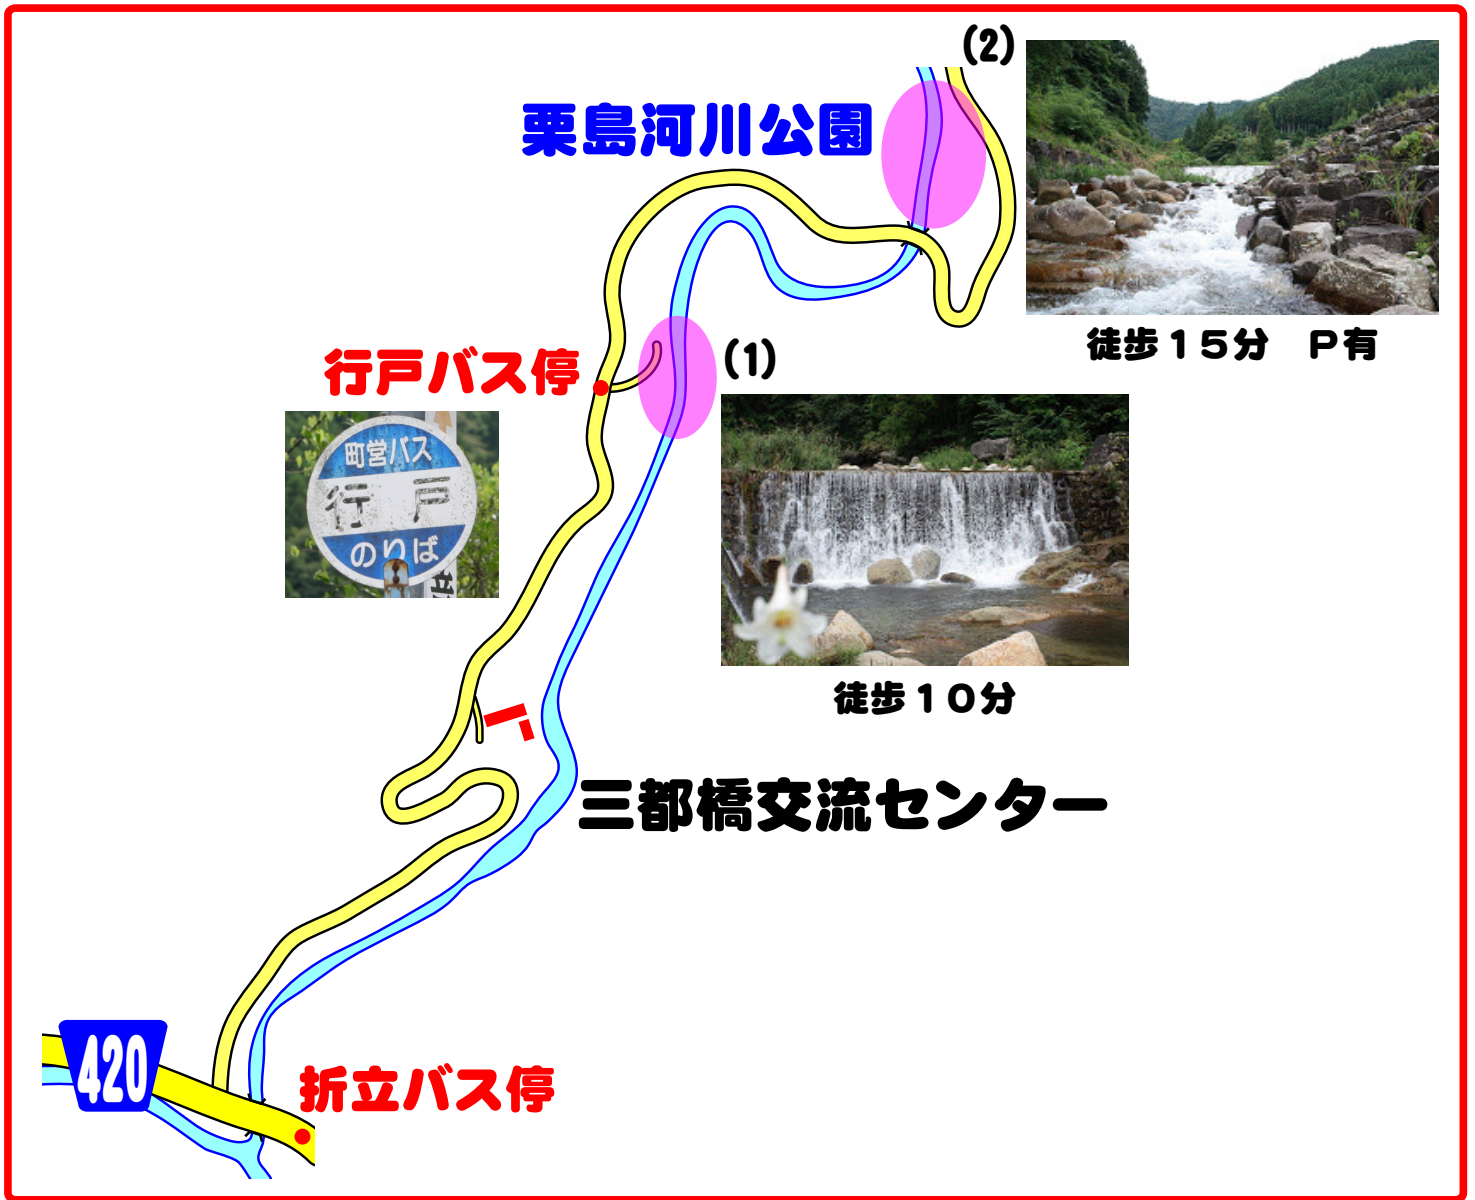 (2)
栗島河川公園
徒歩１５分　Ｐ有
行戸バス停
(1)
町営バス
行戸
のりば
徒歩１０分
三都橋交流センター
420
折立バス停